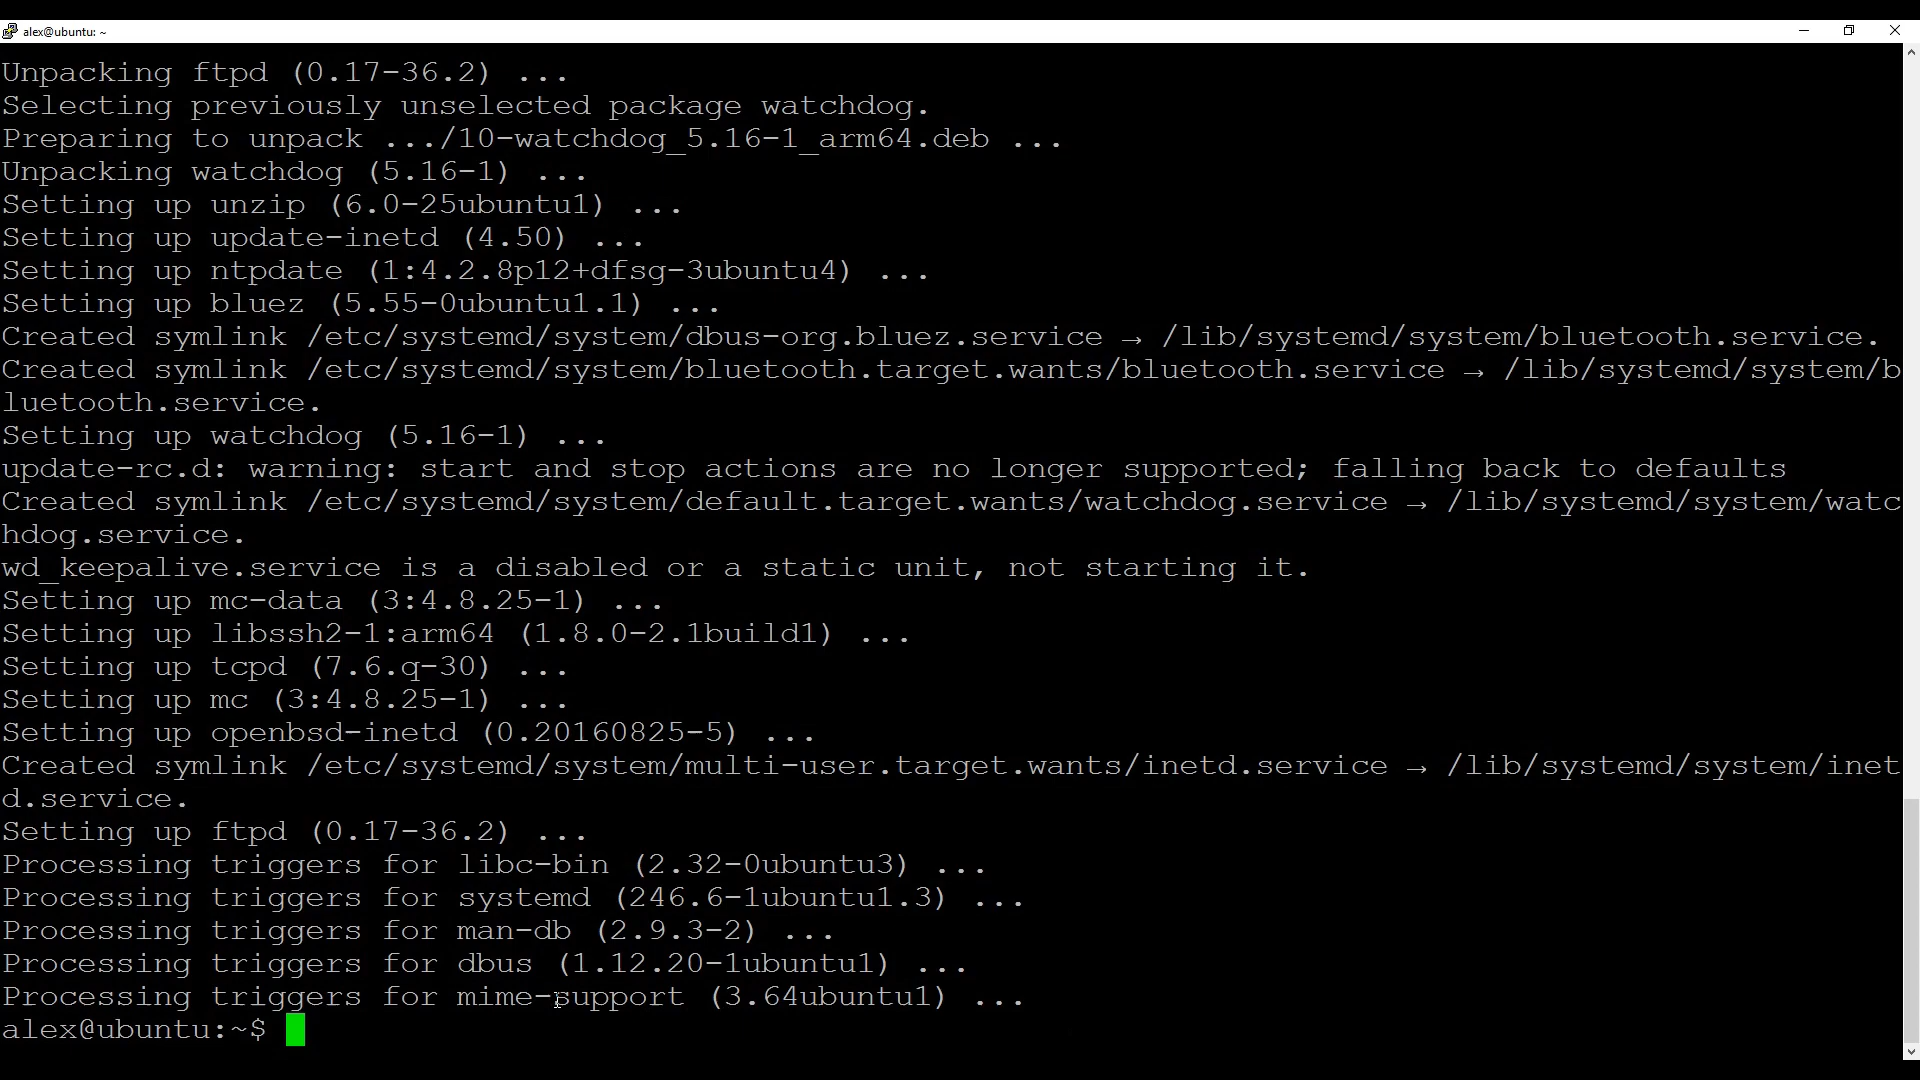 alex@ubuntu: ~
Unpacking ftpd (0.17-36.2) ...
Selecting previously unselected package watchdog.
Preparing to unpack .../10-watchdog_5.16-1_arm64.deb ...
Unpacking watchdog (5.16-1) ...
Setting up unzip (6.0-25ubuntu1) ...
Setting up update-inetd (4.50) ...
Setting up ntpdate (1:4.2.8p12+dfsg-3ubuntu4) ...
Setting up bluez (5.55-0ubuntu1.1) ...
Created symlink /etc/systemd/system/dbus-org.bluez.service → /lib/systemd/system/bluetooth.service.
Created symlink /etc/systemd/system/bluetooth.target.wants/bluetooth.service → /lib/systemd/system/b
luetooth.service.
Setting up watchdog (5.16-1) ...
update-rc.d: warning: start and stop actions are no longer supported; falling back to defaults
Created symlink /etc/systemd/system/default.target.wants/watchdog.service → /lib/systemd/system/watc
hdog.service.
wd_keepalive.service is a disabled or a static unit, not starting it.
Setting up mc-data (3:4.8.25-1) ...
Setting up libssh2-1:arm64 (1.8.0-2.1build1) ...
Setting up tcpd (7.6.q-30) ...
Setting up mc (3:4.8.25-1) ...
Setting up openbsd-inetd (0.20160825-5) ...
Created symlink /etc/systemd/system/multi-user.target.wants/inetd.service → /lib/systemd/system/inet
d.service.
Setting up ftpd (0.17-36.2) ...
Processing triggers for libc-bin (2.32-0ubuntu3) ...
Processing triggers for systemd (246.6-1ubuntu1.3) ...
Processing triggers for man-db (2.9.3-2) ...
Processing triggers for dbus (1.12.20-1ubuntu1) ...
Processing triggers for mime-support (3.64ubuntu1) ...
alex@ubuntu:~$